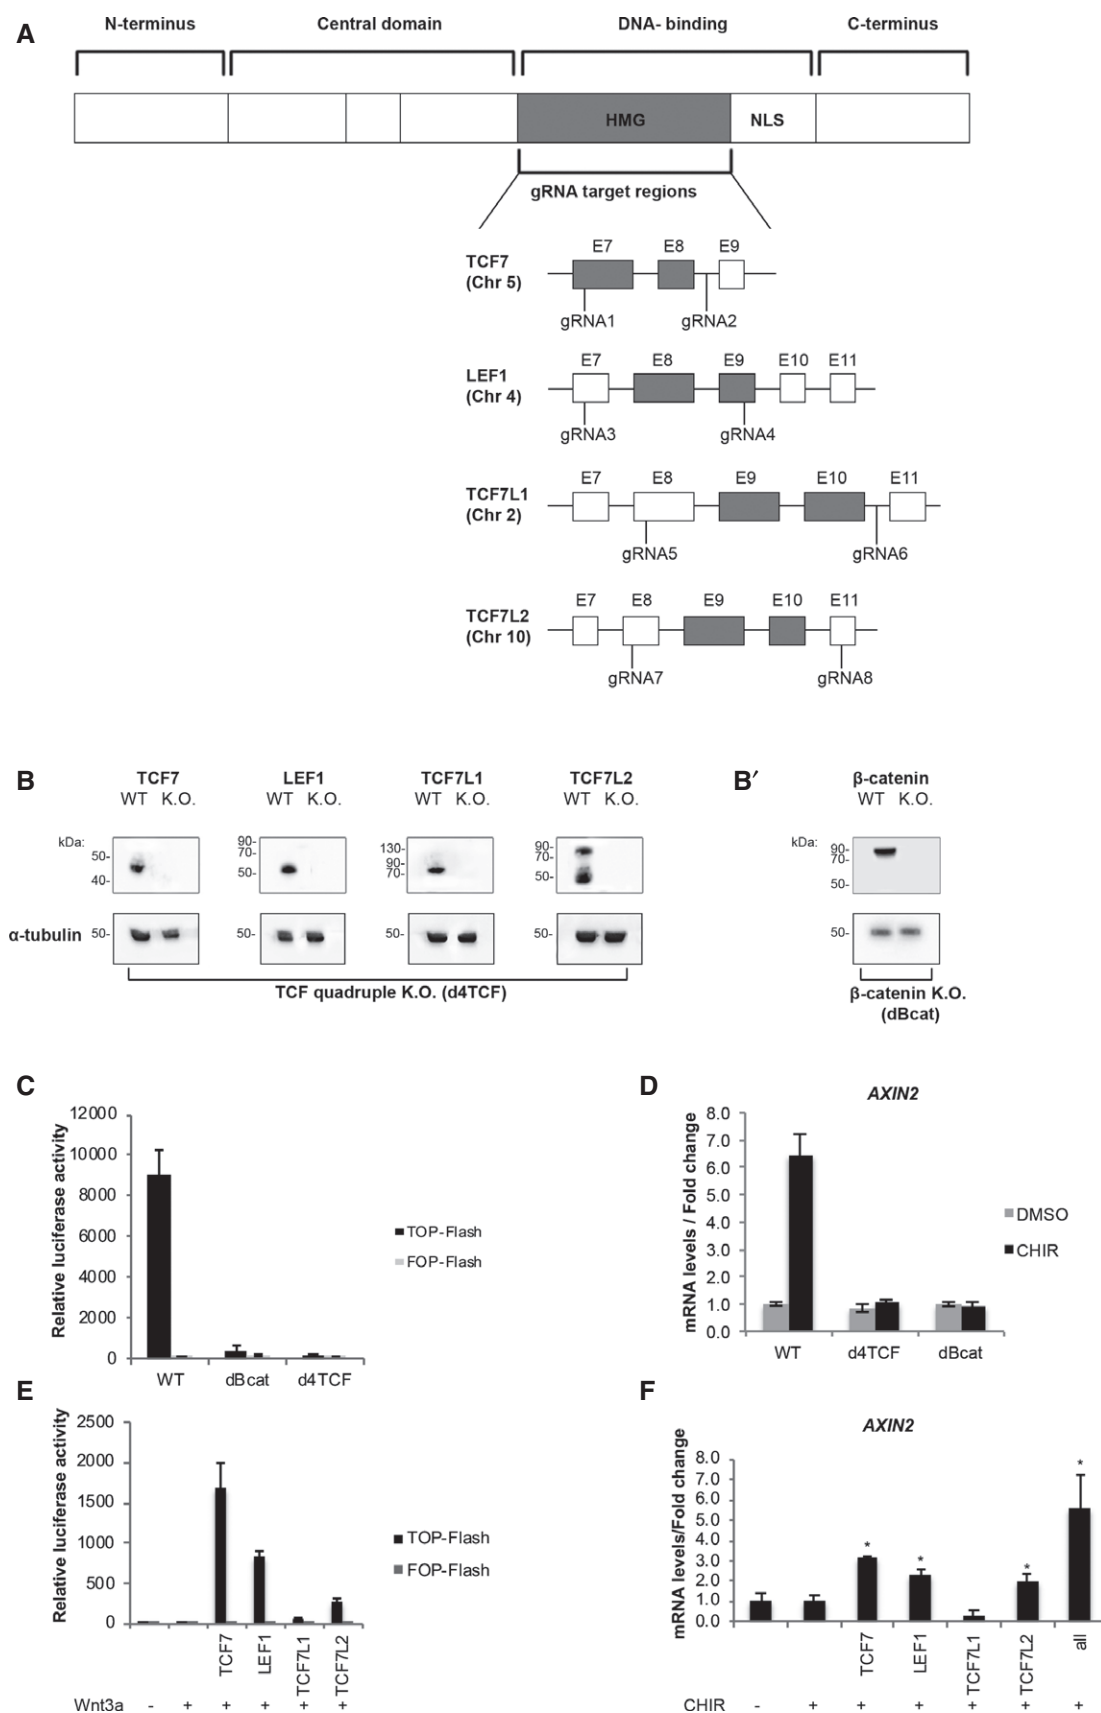 A
N-terminus
Central domain
DNA- binding
C-terminus
HMG
NLS
gRNA target regions
TCF7
(Chr 5)
E7
E8
E9
gRNA1
gRNA2
LEF1
(Chr 4)
E7
E8
E9
E10
E11
gRNA3
gRNA4
TCF7L1
(Chr 2)
E7
E8
E9
E10
E11
gRNA5
gRNA6
TCF7L2
(Chr 10)
E7
E8
E9
E10
E11
gRNA7
gRNA8
B
TCF7
WT K.O.
LEF1
WT K.O.
TCF7L1
WT K.O.
TCF7L2
WT K.O.
kDa:
50-
40-
90-
70-
50-
130-
90-
70-
90-
70-
50-
α-tubulin
50-
50-
50-
50-
TCF quadruple K.O. (d4TCF)
B′
β-catenin
WT K.O.
kDa:
90-
70-
50-
50-
β-catenin K.O.
(dBcat)
C
Relative luciferase activity
12000
10000
8000
6000
4000
2000
0
WT
dBcat
d4TCF
TOP-Flash
FOP-Flash
D
AXIN2
mRNA levels / Fold change
8.0
7.0
6.0
5.0
4.0
3.0
2.0
1.0
0.0
WT
d4TCF
dBcat
DMSO
CHIR
E
Relative luciferase activity
2500
2000
1500
1000
500
0
TCF7
LEF1
TCF7L1
TCF7L2
Wnt3a - + + + + +
TOP-Flash
FOP-Flash
F
AXIN2
mRNA levels/Fold change
8.0
7.0
6.0
5.0
4.0
3.0
2.0
1.0
0.0
*
*
*
*
TCF7
LEF1
TCF7L1
TCF7L2
all
CHIR - + + + + + +